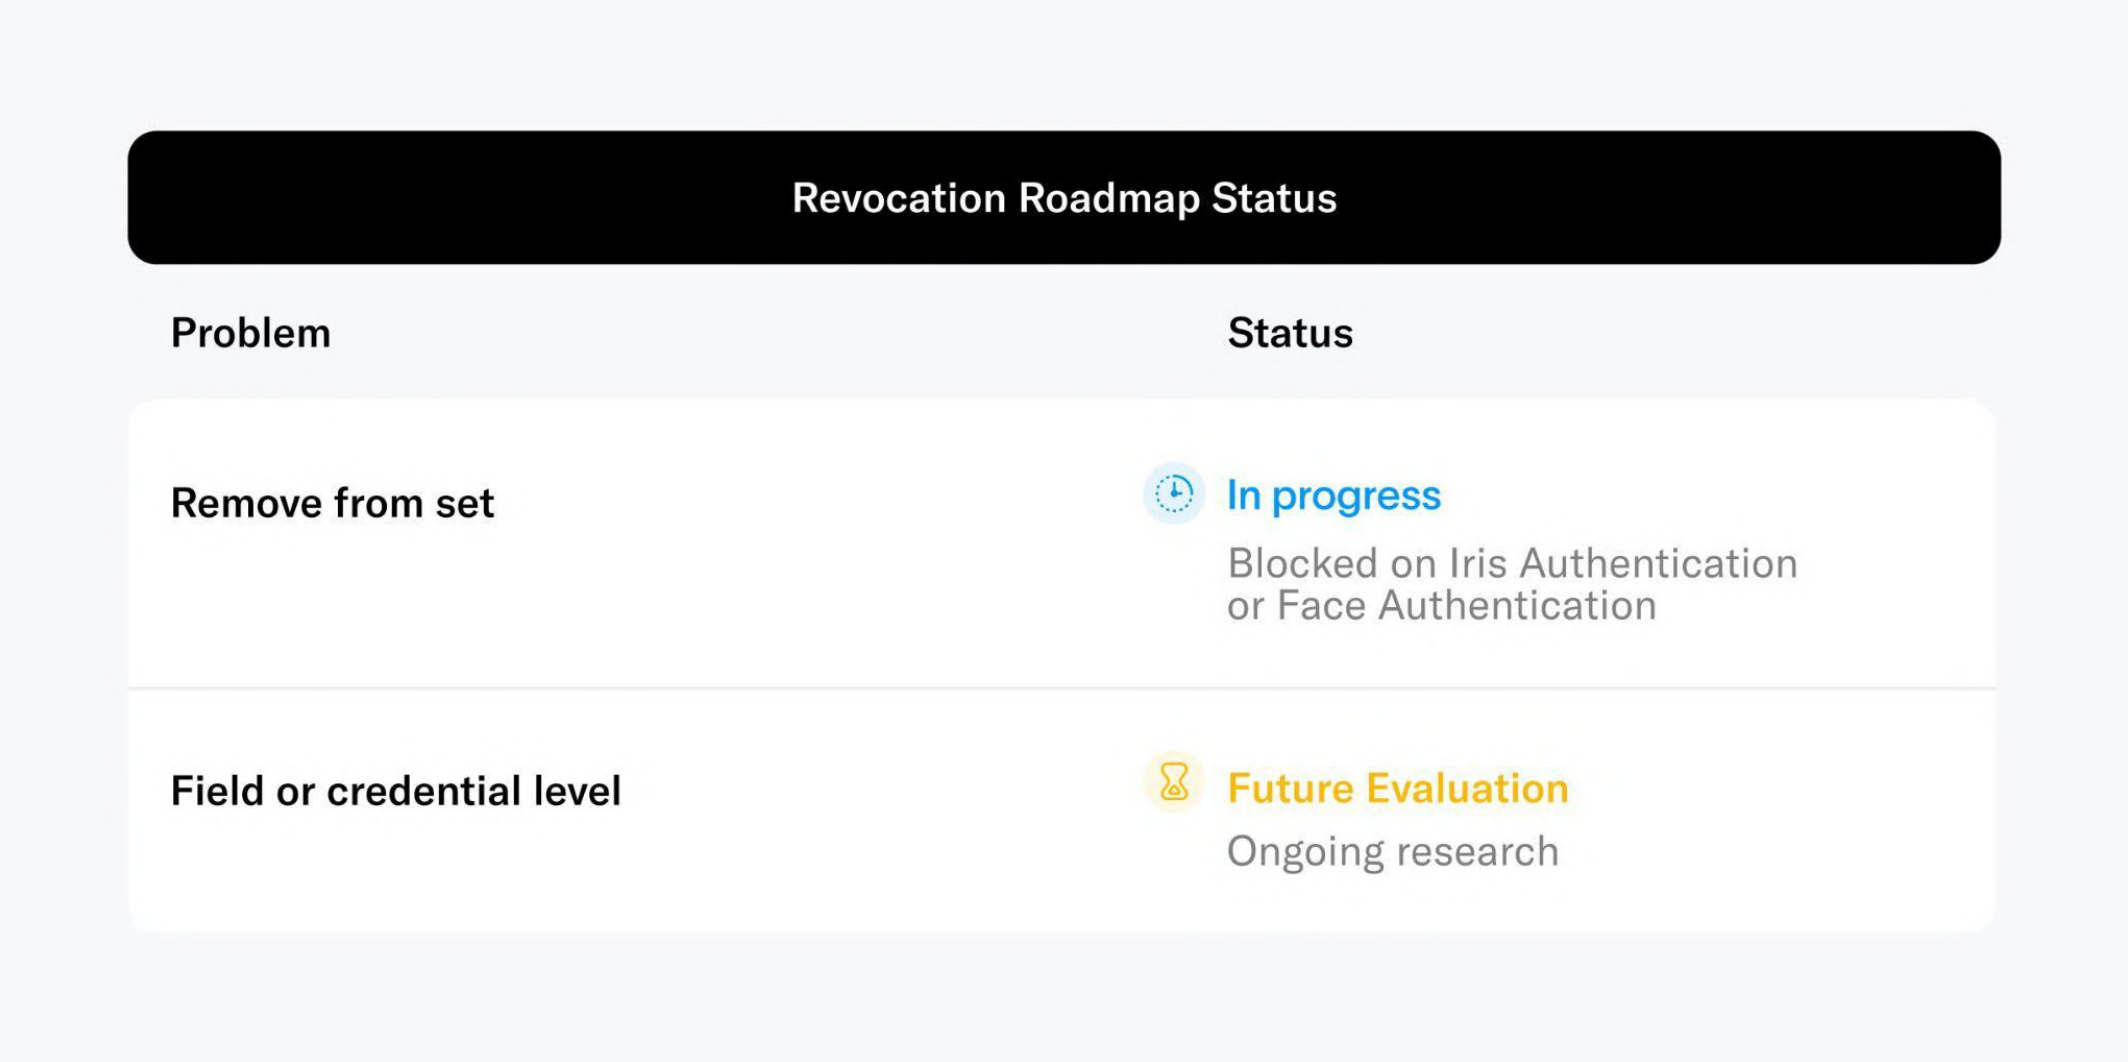 Revocation Roadmap Status
Problem
Status
Remove from set
In progress
Blocked on Iris Authentication
or Face Authentication
Field or credential level
Future Evaluation
Ongoing research